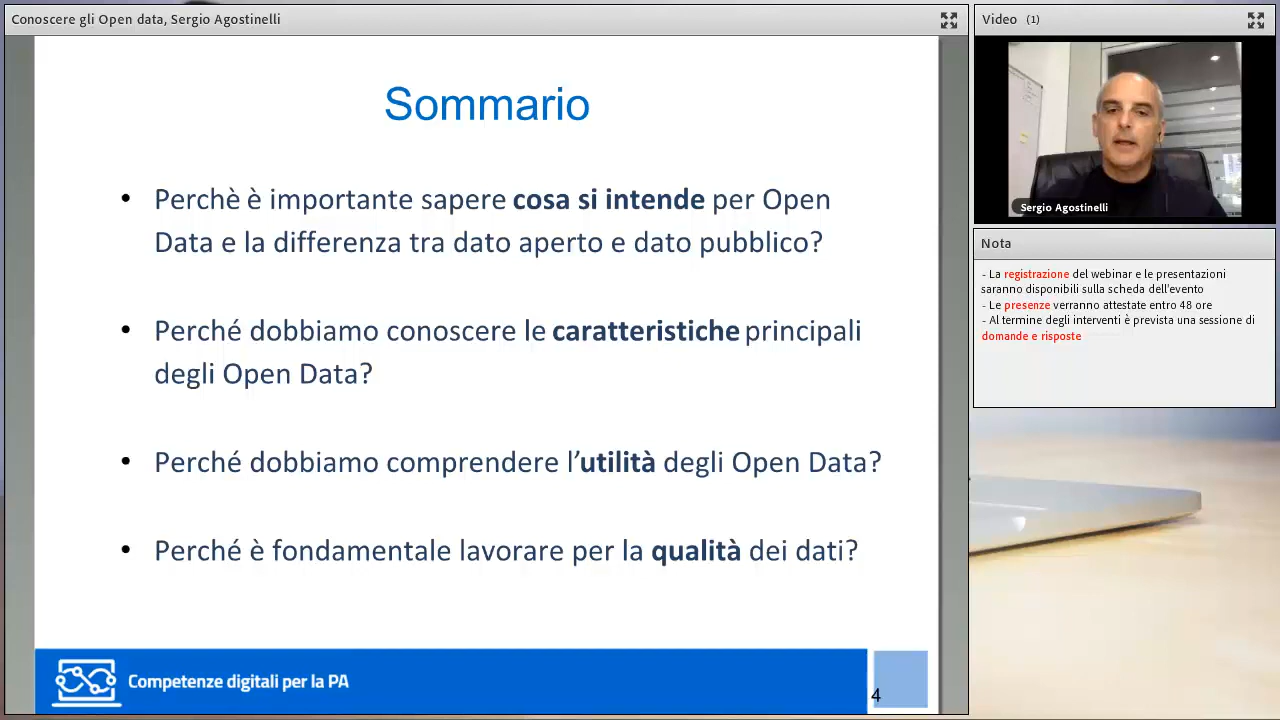 Conoscere gli Open data, Sergio Agostinelli
Sommario
• Perchè è importante sapere cosa si intende per Open
Data e la differenza tra dato aperto e dato pubblico?
• Perché dobbiamo conoscere le caratteristiche principali
degli Open Data?
• Perché dobbiamo comprendere l’utilità degli Open Data?
• Perché è fondamentale lavorare per la qualità dei dati?
Competenze digitali per la PA
4
Video (1)
Sergio Agostinelli
Nota
- La registrazione del webinar e le presentazioni
saranno disponibili sulla scheda dell'evento
- Le presenze verranno attestate entro 48 ore
- Al termine degli interventi è prevista una sessione di
domande e risposte